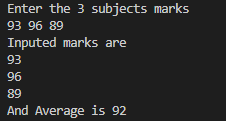 Enter the 3 subjects marks
93 96 89
Inputed marks are
93
96
89
And Average is 92